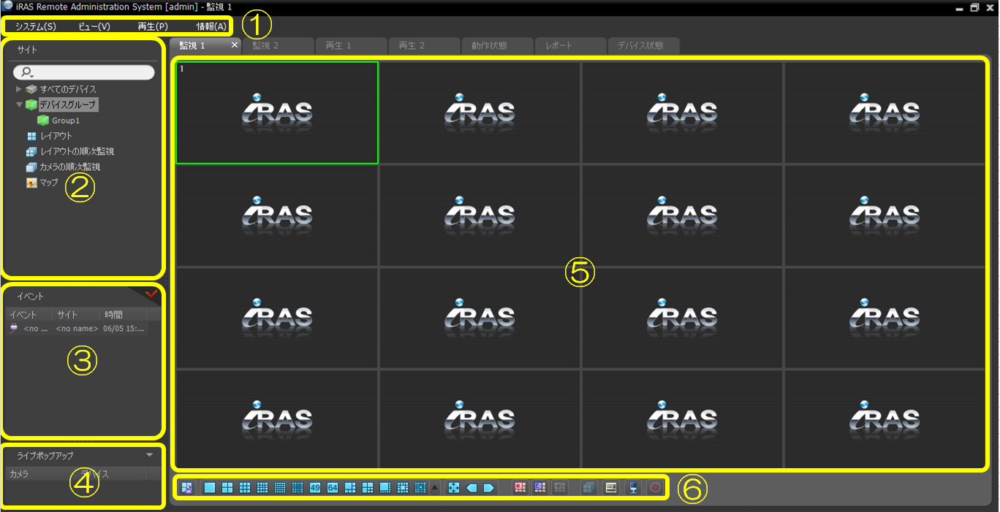 iRAS Remote Administration System [admin] - 監視 1
システム(S) ビュー(V) 再生(P) 情報(A) ①
監視 1 × 監視 2 再生 1 再生 2 動作状態 レポート デバイス状態
サイト
すべてのデバイス
デバイスグループ
Group1
レイアウト
レイアウトの順次監視
カメラの順次監視
マップ
②
イベント
イベント サイト 時間
<no ... <no name> 06/05 15:...
③
ライブポップアップ
カメラ デバイス
④
1
iRAS iRAS iRAS iRAS
iRAS iRAS iRAS iRAS
⑤
iRAS iRAS iRAS iRAS
iRAS iRAS iRAS iRAS
49 64 ⑥